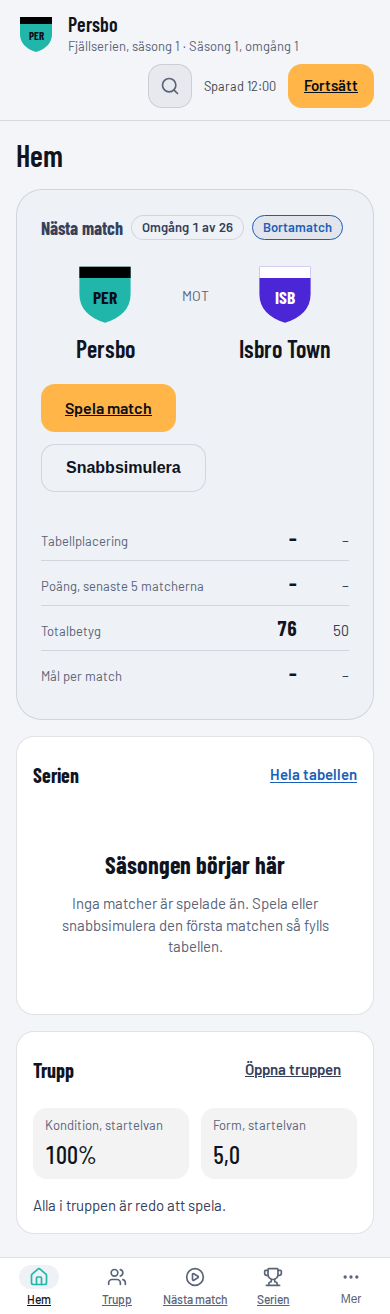 PER
Persbo
Fjällserien, säsong 1 · Säsong 1, omgång 1
Sparad 12:00
Fortsätt
Hem
Nästa match
Omgång 1 av 26
Bortamatch
PER
MOT
ISB
Persbo
Isbro Town
Spela match
Snabbsimulera
Tabellplacering – –
Poäng, senaste 5 matcherna – –
Totalbetyg 76 50
Mål per match – –
Serien
Hela tabellen
Säsongen börjar här
Inga matcher är spelade än. Spela eller
snabbsimulera den första matchen så fylls
tabellen.
Trupp
Öppna truppen
Kondition, startelvan
100%
Form, startelvan
5,0
Alla i truppen är redo att spela.
Hem
Trupp
Nästa match
Serien
Mer